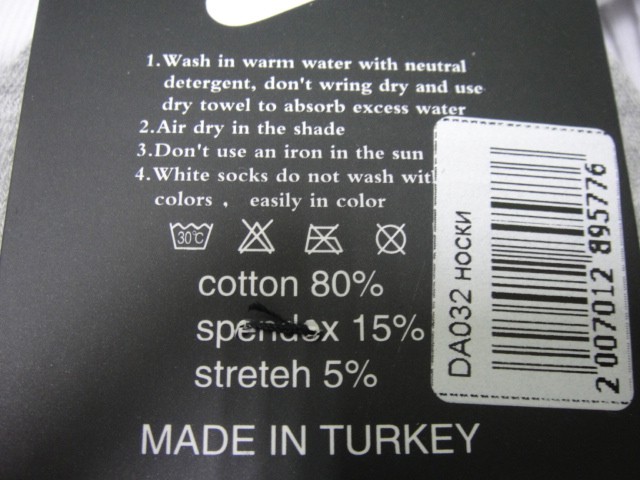 1.Wash in warm water with neutral
detergent, don't wring dry and use
dry towel to absorb excess water
2.Air dry in the shade
3.Don't use an iron in the sun
4.White socks do not wash
colors , easily in color
30°C
cotton 80%
spendex 15%
streteh 5%
MADE IN TURKEY
DA032 НОСКИ
2 007012 895776